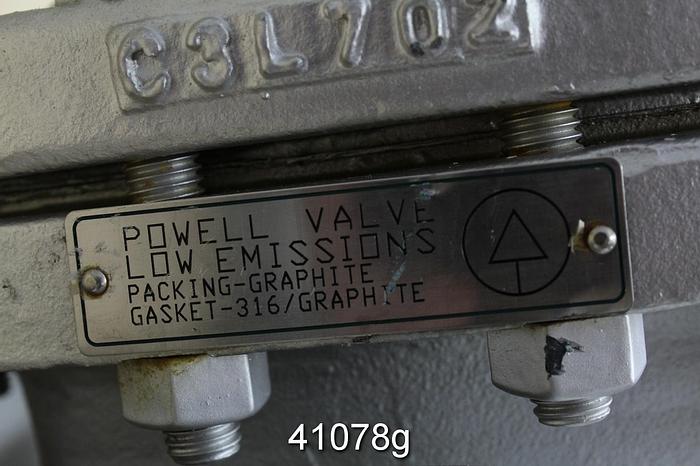 C3L702
POWELL VALVE
LOW EMISSIONS
PACKING-GRAPHITE
GASKET-316/GRAPHITE
41078g